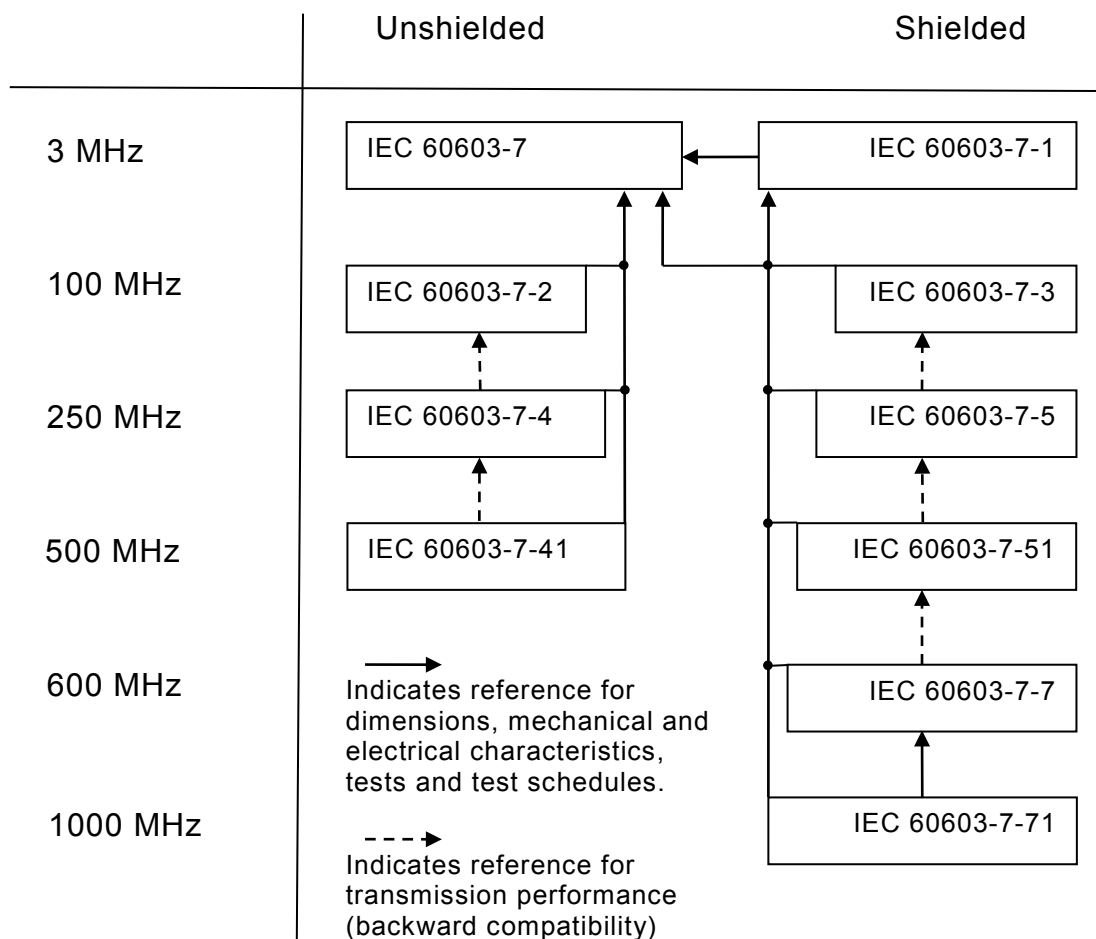 Unshielded Shielded
3 MHz IEC 60603-7 IEC 60603-7-1
100 MHz IEC 60603-7-2 IEC 60603-7-3
250 MHz IEC 60603-7-4 IEC 60603-7-5
500 MHz IEC 60603-7-41 IEC 60603-7-51
600 MHz IEC 60603-7-7
1000 MHz IEC 60603-7-71
Indicates reference for
dimensions, mechanical and
electrical characteristics,
tests and test schedules.
Indicates reference for
transmission performance
(backward compatibility)